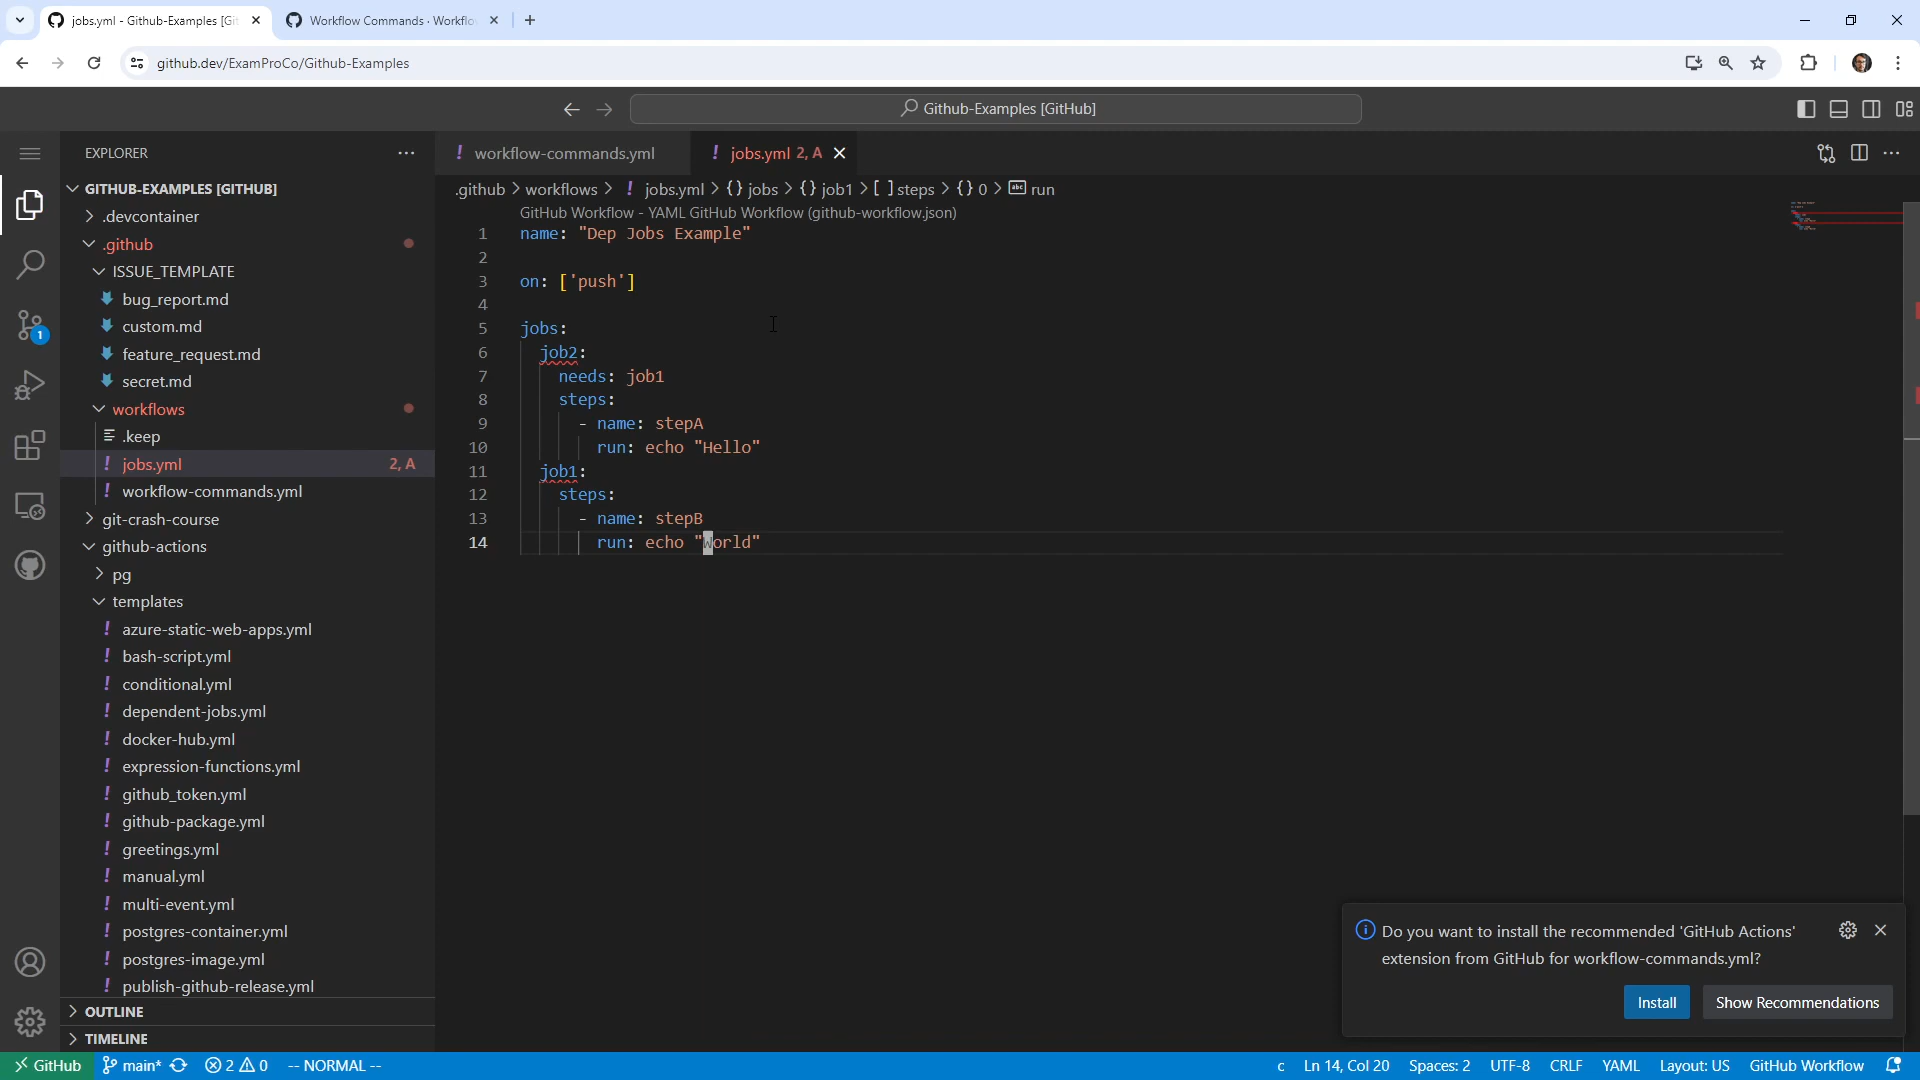 jobs.yml - Github-Examples [Gi
Workflow Commands · Workflo
github.dev/ExamProCo/Github-Examples
Github-Examples [GitHub]
EXPLORER
GITHUB-EXAMPLES [GITHUB]
.devcontainer
.github
ISSUE_TEMPLATE
bug_report.md
custom.md
feature_request.md
secret.md
workflows
.keep
! jobs.yml 2, A
! workflow-commands.yml
git-crash-course
github-actions
pg
templates
! azure-static-web-apps.yml
! bash-script.yml
! conditional.yml
! dependent-jobs.yml
! docker-hub.yml
! expression-functions.yml
! github_token.yml
! github-package.yml
! greetings.yml
! manual.yml
! multi-event.yml
! postgres-container.yml
! postgres-image.yml
! publish-github-release.yml
OUTLINE
TIMELINE
1
! workflow-commands.yml
! jobs.yml 2, A
.github > workflows > ! jobs.yml > {} jobs > {} job1 > [ ] steps > {} 0 > abc run
GitHub Workflow - YAML GitHub Workflow (github-workflow.json)
1 name: "Dep Jobs Example"
2
3 on: ['push']
4
5 jobs:
6 job2:
7 needs: job1
8 steps:
9 - name: stepA
10 run: echo "Hello"
11 job1:
12 steps:
13 - name: stepB
14 run: echo "World"
Do you want to install the recommended 'GitHub Actions'
extension from GitHub for workflow-commands.yml?
Install
Show Recommendations
GitHub main* 2 0 -- NORMAL -- c Ln 14, Col 20 Spaces: 2 UTF-8 CRLF YAML Layout: US GitHub Workflow